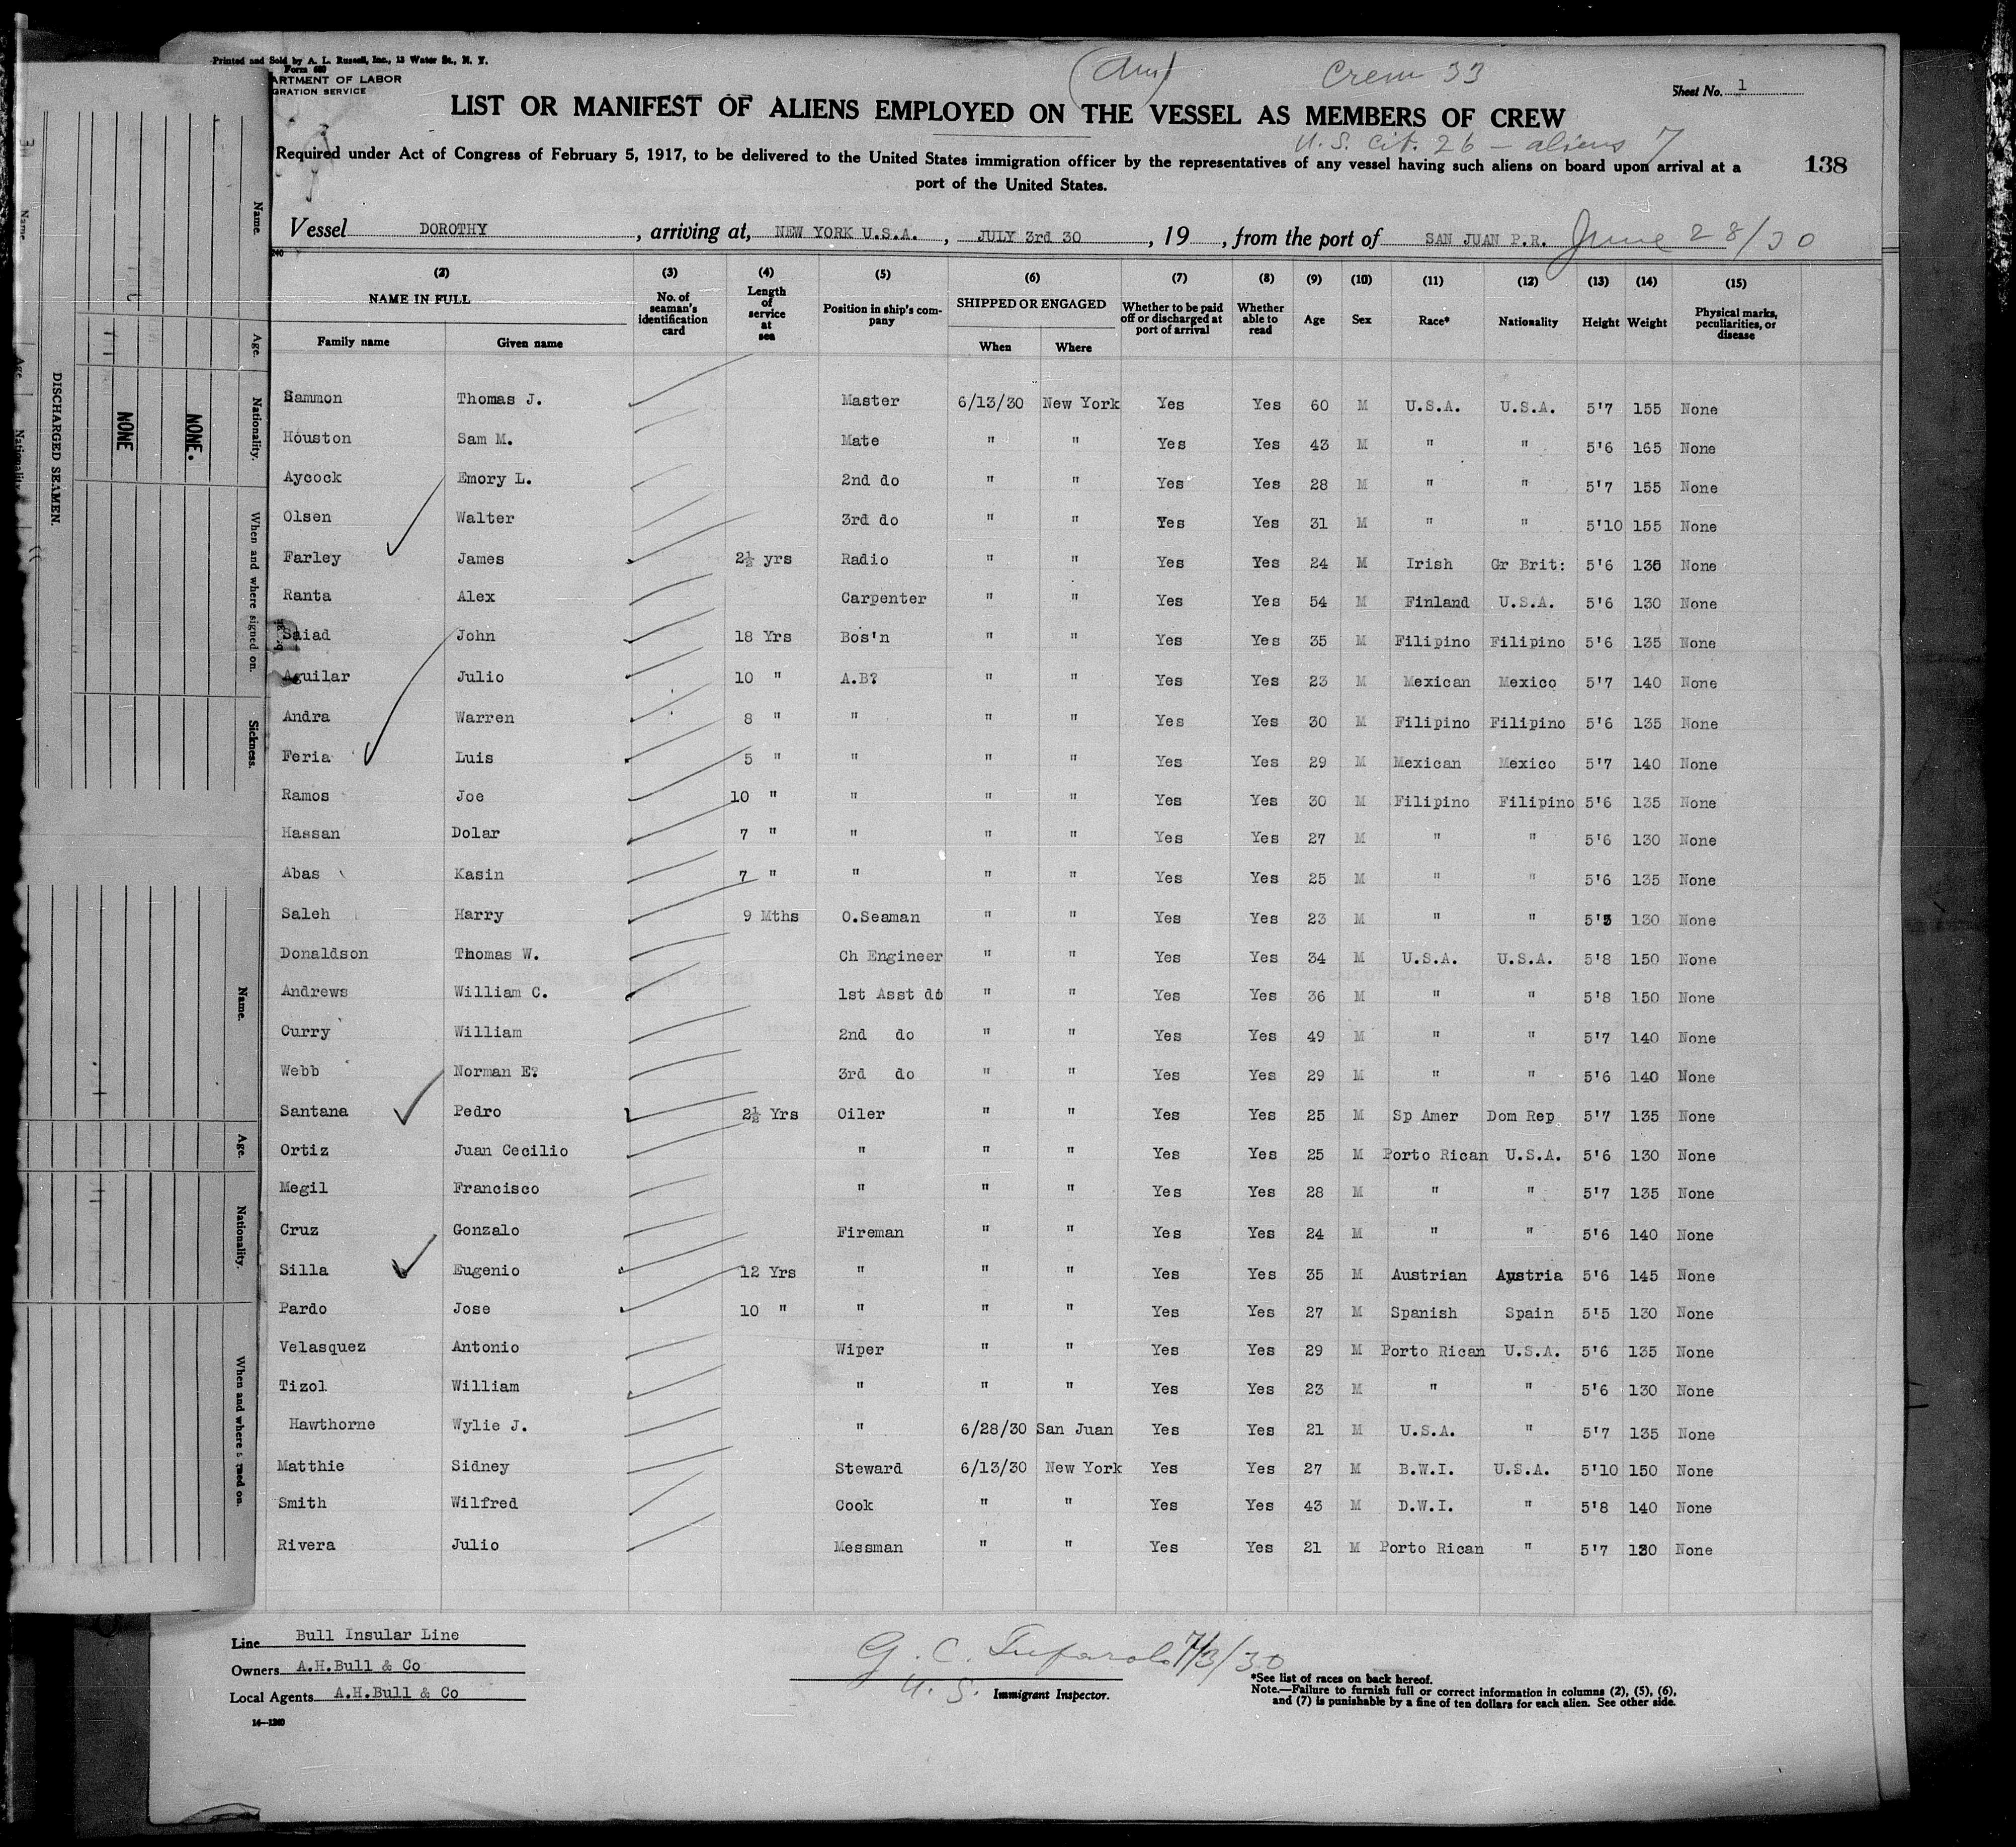 Printed and Sold by A. L. Russell, Inc., 13 Water St., N. Y.
Form 680
ARTMENT OF LABOR
GRATION SERVICE
(Am)
Crew 33
Sheet No. 1
LIST OR MANIFEST OF ALIENS EMPLOYED ON THE VESSEL AS MEMBERS OF CREW
U.S. Cit. 26 - aliens 7
Required under Act of Congress of February 5, 1917, to be delivered to the United States immigration officer by the representatives of any vessel having such aliens on board upon arrival at a
port of the United States.
138
Vessel DOROTHY, arriving at, NEW YORK U.S.A., JULY 3rd 30, 19, from the port of SAN JUAN P.R. June 28/30
(2) (3) (4) (5) (6) (7) (8) (9) (10) (11) (12) (13) (14) (15)
NAME IN FULL No. of seaman's identification card Length of service at sea Position in ship's company SHIPPED OR ENGAGED Whether to be paid off or discharged at port of arrival Whether able to read Age Sex Race* Nationality Height Weight Physical marks, peculiarities, or disease
Family name Given name When Where
Sammon Thomas J. Master 6/13/30 New York Yes Yes 60 M U.S.A. U.S.A. 5'7 155 None
Houston Sam M. Mate " " Yes Yes 43 M " " 5'6 165 None
Aycock Emory L. 2nd do " " Yes Yes 28 M " " 5'7 155 None
Olsen Walter 3rd do " " Yes Yes 31 M " " 5'10 155 None
Farley James 2½ yrs Radio " " Yes Yes 24 M Irish Gr Brit: 5'6 130 None
Ranta Alex Carpenter " " Yes Yes 54 M Finland U.S.A. 5'6 130 None
Saiad John 18 Yrs Bos'n " " Yes Yes 35 M Filipino Filipino 5'6 135 None
Aguilar Julio 10 " A.B? " " Yes Yes 23 M Mexican Mexico 5'7 140 None
Andra Warren 8 " " " " Yes Yes 30 M Filipino Filipino 5'6 135 None
Feria Luis 5 " " " " Yes Yes 29 M Mexican Mexico 5'7 140 None
Ramos Joe 10 " " " " Yes Yes 30 M Filipino Filipino 5'6 135 None
Hassan Dolar 7 " " " " Yes Yes 27 M " " 5'6 130 None
Abas Kasin 7 " " " " Yes Yes 25 M " " 5'6 135 None
Saleh Harry 9 Mths O.Seaman " " Yes Yes 23 M " " 5'5 130 None
Donaldson Thomas W. Ch Engineer " " Yes Yes 34 M U.S.A. U.S.A. 5'8 150 None
Andrews William C. 1st Asst do " " Yes Yes 36 M " " 5'8 150 None
Curry William 2nd do " " Yes Yes 49 M " " 5'7 140 None
Webb Norman E? 3rd do " " Yes Yes 29 M " " 5'6 140 None
Santana Pedro 2½ Yrs Oiler " " Yes Yes 25 M Sp Amer Dom Rep 5'7 135 None
Ortiz Juan Cecilio " " " Yes Yes 25 M Porto Rican U.S.A. 5'6 130 None
Megil Francisco " " " Yes Yes 28 M " " 5'7 135 None
Cruz Gonzalo Fireman " " Yes Yes 24 M " " 5'6 140 None
Silla Eugenio 12 Yrs " " " Yes Yes 35 M Austrian Austria 5'6 145 None
Pardo Jose 10 " " " " Yes Yes 27 M Spanish Spain 5'5 130 None
Velasquez Antonio Wiper " " Yes Yes 29 M Porto Rican U.S.A. 5'6 135 None
Tizol William " " " Yes Yes 23 M " " 5'6 130 None
Hawthorne Wylie J. " 6/28/30 San Juan Yes Yes 21 M U.S.A. " 5'7 135 None
Matthie Sidney Steward 6/13/30 New York Yes Yes 27 M B.W.I. U.S.A. 5'10 150 None
Smith Wilfred Cook " " Yes Yes 43 M D.W.I. " 5'8 140 None
Rivera Julio Messman " " Yes Yes 21 M Porto Rican " 5'7 130 None
Line Bull Insular Line
Owners A.H.Bull & Co
Local Agents A.H.Bull & Co
14—1260
G. C. 7/3/30
U. S. Immigrant Inspector.
*See list of races on back hereof.
Note.—Failure to furnish full or correct information in columns (2), (5), (6),
and (7) is punishable by a fine of ten dollars for each alien. See other side.
DISCHARGED SEAMEN.
Name.
Age.
Nationality.
When and where signed on.
Sickness.
NONE
NONE.
Name.
Age.
Nationality.
When and where signed on.